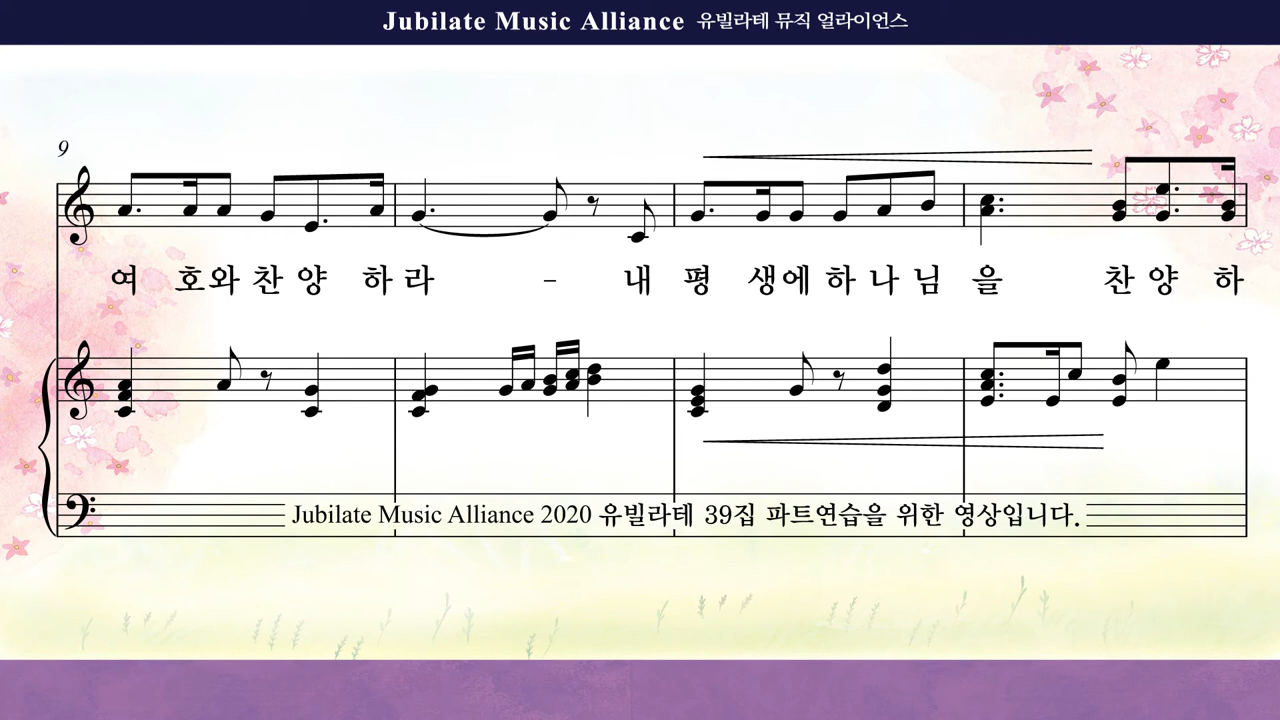 Jubilate Music Alliance 유빌라테 뮤직 얼라이언스
9
여 호와 찬 양 하 라 - 내 평 생에 하 나 님 을 찬 양 하
Jubilate Music Alliance 2020 유빌라테 39집 파트연습을 위한 영상입니다.